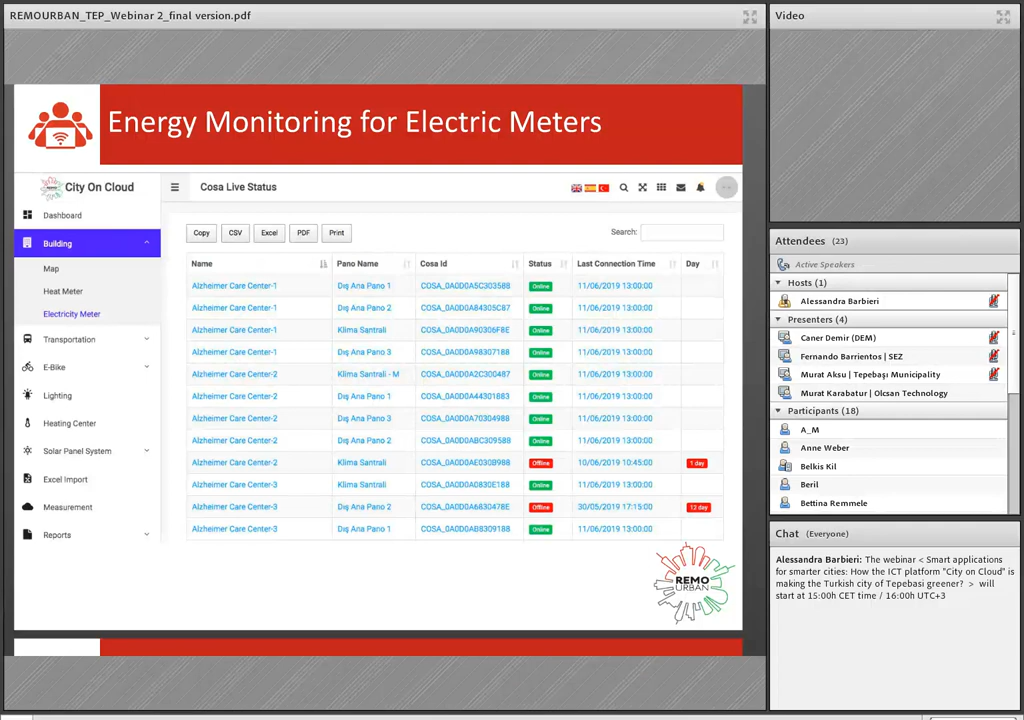 REMOURBAN_TEP_Webinar 2_final version.pdf
Energy Monitoring for Electric Meters
City On Cloud
Cosa Live Status
Dashboard
Building
Map
Heat Meter
Electricity Meter
Transportation
E-Bike
Lighting
Heating Center
Solar Panel System
Excel Import
Measurement
Reports
Copy CSV Excel PDF Print Search:
Name Pano Name Cosa Id Status Last Connection Time Day
Alzheimer Care Center-1 Dış Ana Pano 1 COSA_0A0D0A5C303588 Online 11/06/2019 13:00:00
Alzheimer Care Center-1 Dış Ana Pano 2 COSA_0A0D0A84305C87 Online 11/06/2019 13:00:00
Alzheimer Care Center-1 Klima Santrali COSA_0A0D0A90306F8E Online 11/06/2019 13:00:00
Alzheimer Care Center-1 Dış Ana Pano 3 COSA_0A0D0A98307188 Online 11/06/2019 13:00:00
Alzheimer Care Center-2 Klima Santrali - M COSA_0A0D0A2C300487 Online 11/06/2019 13:00:00
Alzheimer Care Center-2 Dış Ana Pano 1 COSA_0A0D0A44301883 Online 11/06/2019 13:00:00
Alzheimer Care Center-2 Dış Ana Pano 3 COSA_0A0D0A70304988 Online 11/06/2019 13:00:00
Alzheimer Care Center-2 Dış Ana Pano 2 COSA_0A0D0ABC309588 Online 11/06/2019 13:00:00
Alzheimer Care Center-2 Klima Santrali COSA_0A0D0AE030B988 Offline 10/06/2019 10:45:00 1 day
Alzheimer Care Center-3 Klima Santrali COSA_0A0D0A0830E188 Online 11/06/2019 13:00:00
Alzheimer Care Center-3 Dış Ana Pano 2 COSA_0A0D0A6830478E Offline 30/05/2019 17:15:00 12 day
Alzheimer Care Center-3 Dış Ana Pano 1 COSA_0A0D0AB8309188 Online 11/06/2019 13:00:00
REMO
URBAN
Video
Attendees (23)
Active Speakers
Hosts (1)
Alessandra Barbieri
Presenters (4)
Caner Demir (DEM)
Fernando Barrientos | SEZ
Murat Aksu | Tepebaşı Municipality
Murat Karabatur | Olcsan Technology
Participants (18)
A_M
Anne Weber
Belkis Kil
Beril
Bettina Remmele
Chat (Everyone)
Alessandra Barbieri: The webinar < Smart applications
for smarter cities: How the ICT platform "City on Cloud" is
making the Turkish city of Tepebasi greener? > will
start at 15:00h CET time / 16:00h UTC+3